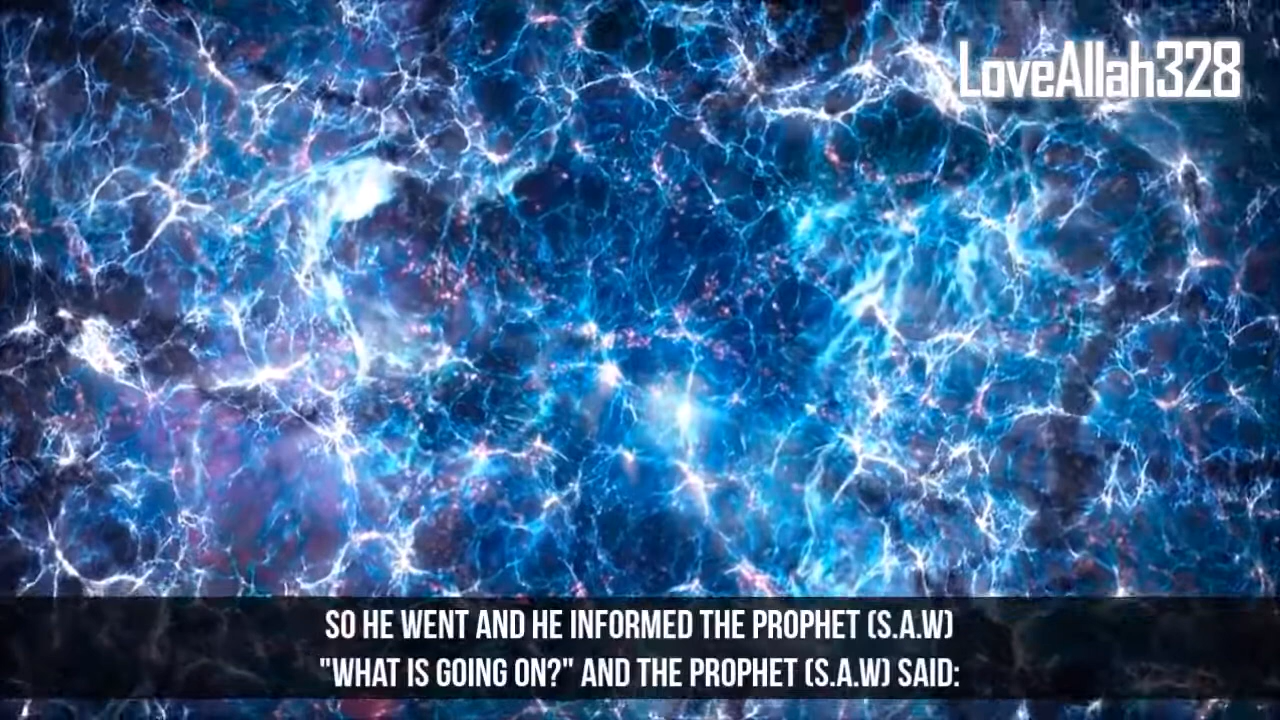 LoveAllah328
SO HE WENT AND HE INFORMED THE PROPHET (S.A.W)
"WHAT IS GOING ON?" AND THE PROPHET (S.A.W) SAID: